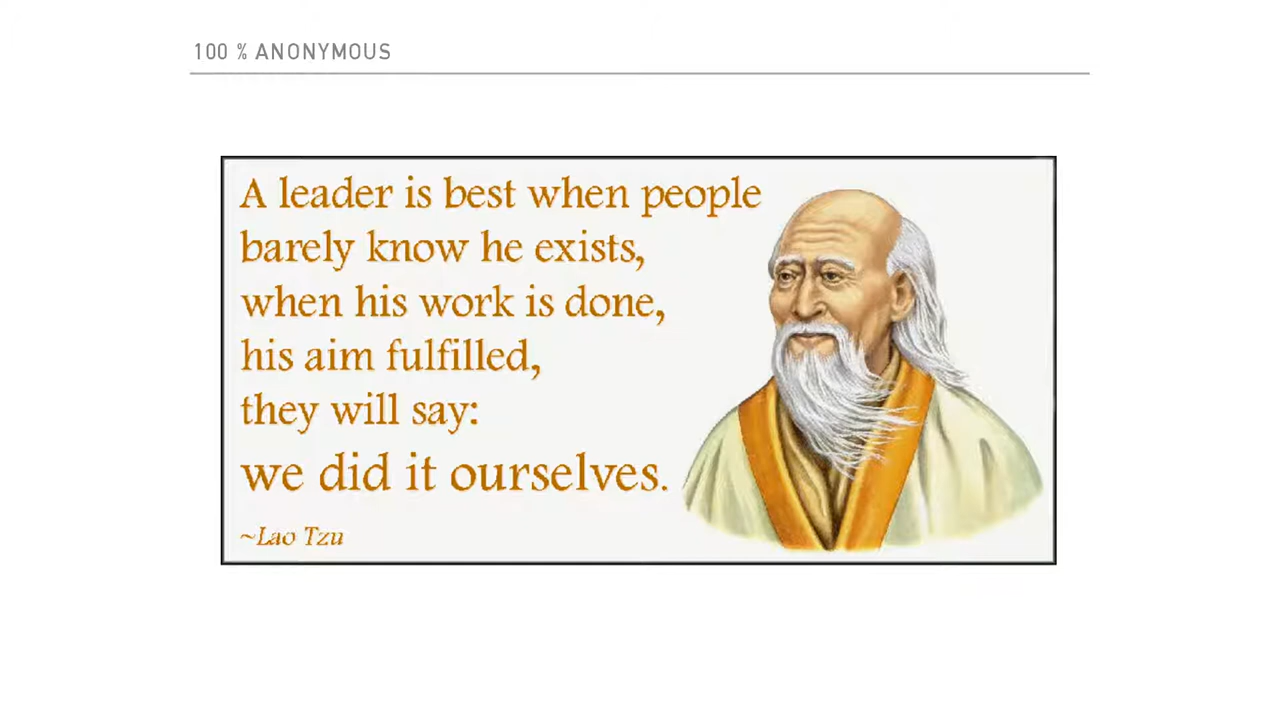 100 % ANONYMOUS
A leader is best when people
barely know he exists,
when his work is done,
his aim fulfilled,
they will say:
we did it ourselves.
~Lao Tzu